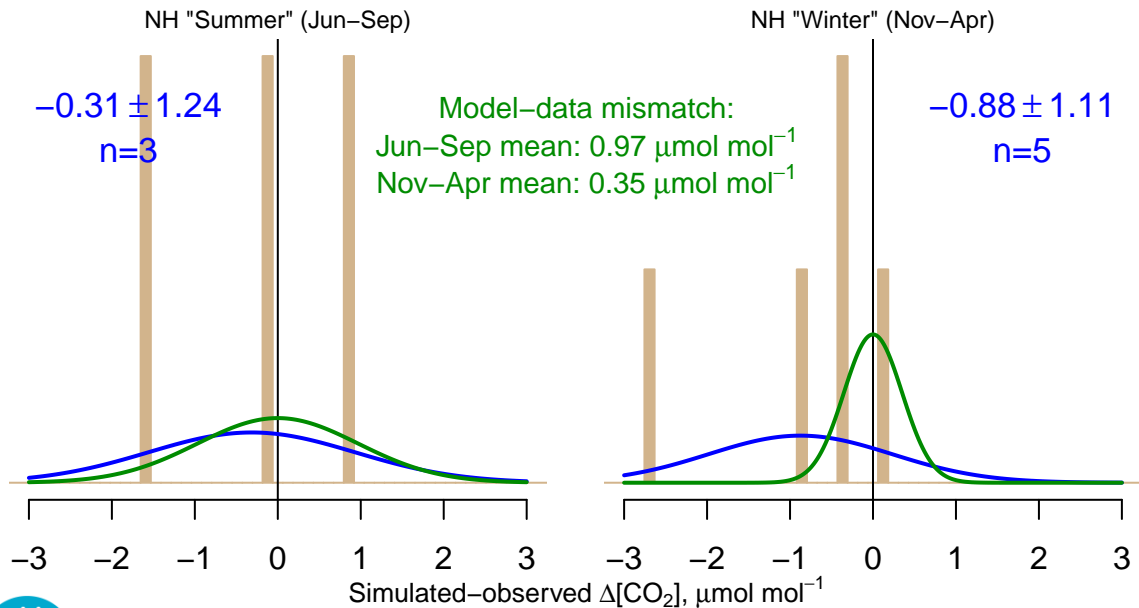 NH "Summer" (Jun−Sep)
NH "Winter" (Nov−Apr)
−0.31 ± 1.24
n=3
Model−data mismatch:
Jun−Sep mean: 0.97 μmol mol⁻¹
Nov−Apr mean: 0.35 μmol mol⁻¹
−0.88 ± 1.11
n=5
−3 −2 −1 0 1 2 3
−3 −2 −1 0 1 2 3
Simulated−observed Δ[CO₂], μmol mol⁻¹